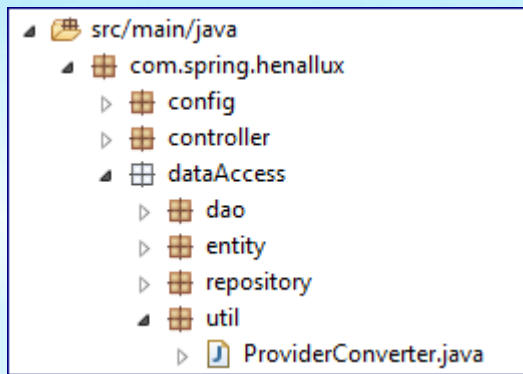 src/main/java
com.spring.henallux
config
controller
dataAccess
dao
entity
repository
util
ProviderConverter.java